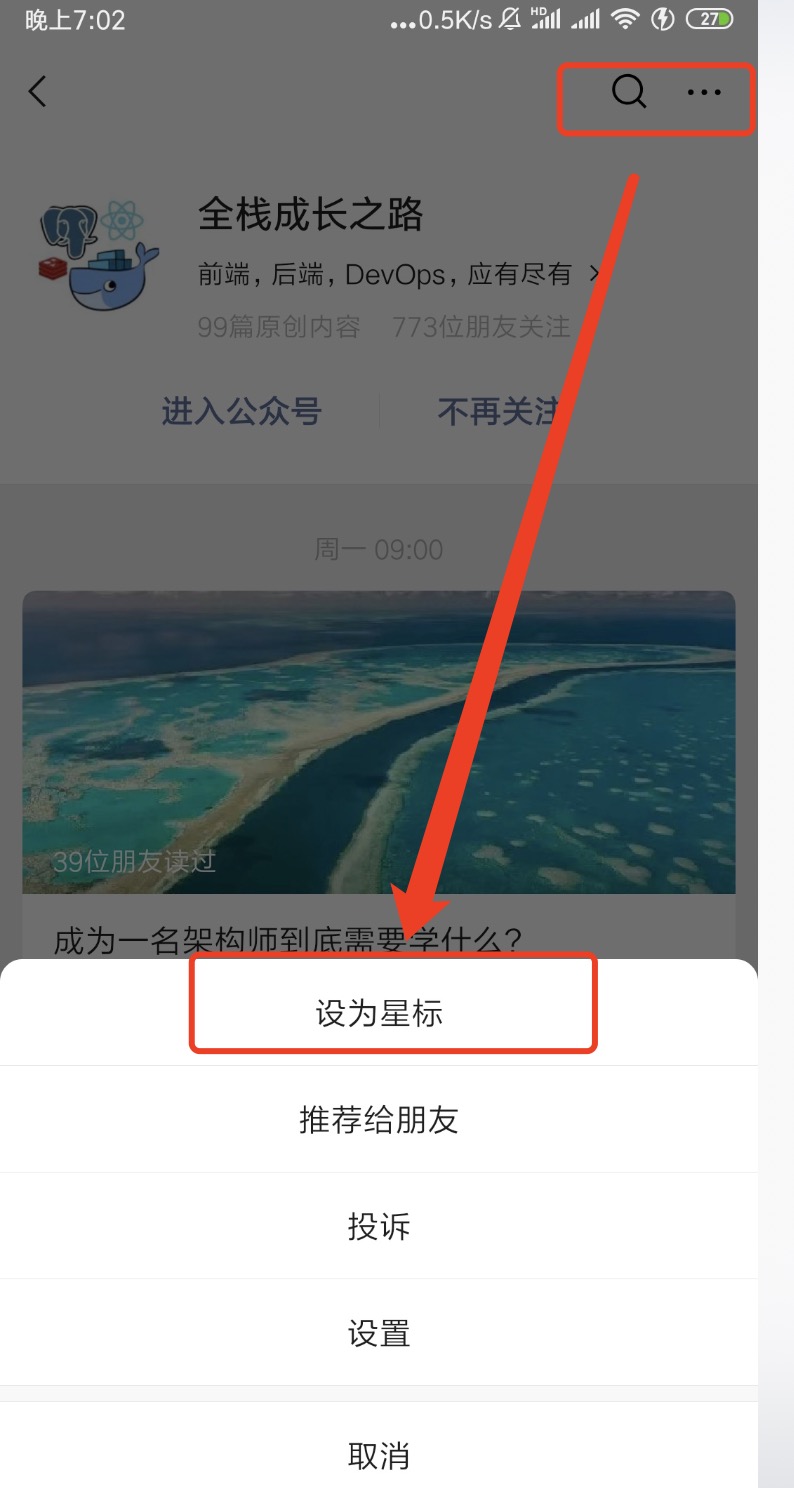 晚上7:02
...0.5K/s HD 27
全栈成长之路
前端，后端，DevOps，应有尽有
99篇原创内容 773位朋友关注
进入公众号 不再关注
周一 09:00
39位朋友读过
成为一名架构师到底需要学什么？
设为星标
推荐给朋友
投诉
设置
取消